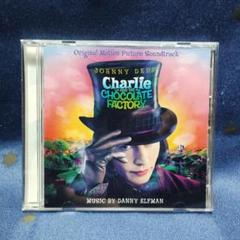 Original Motion Picture Soundtrack
JOHNNY DEPP
Charlie
AND THE
CHOCOLATE
FACTORY
MUSIC BY DANNY ELFMAN